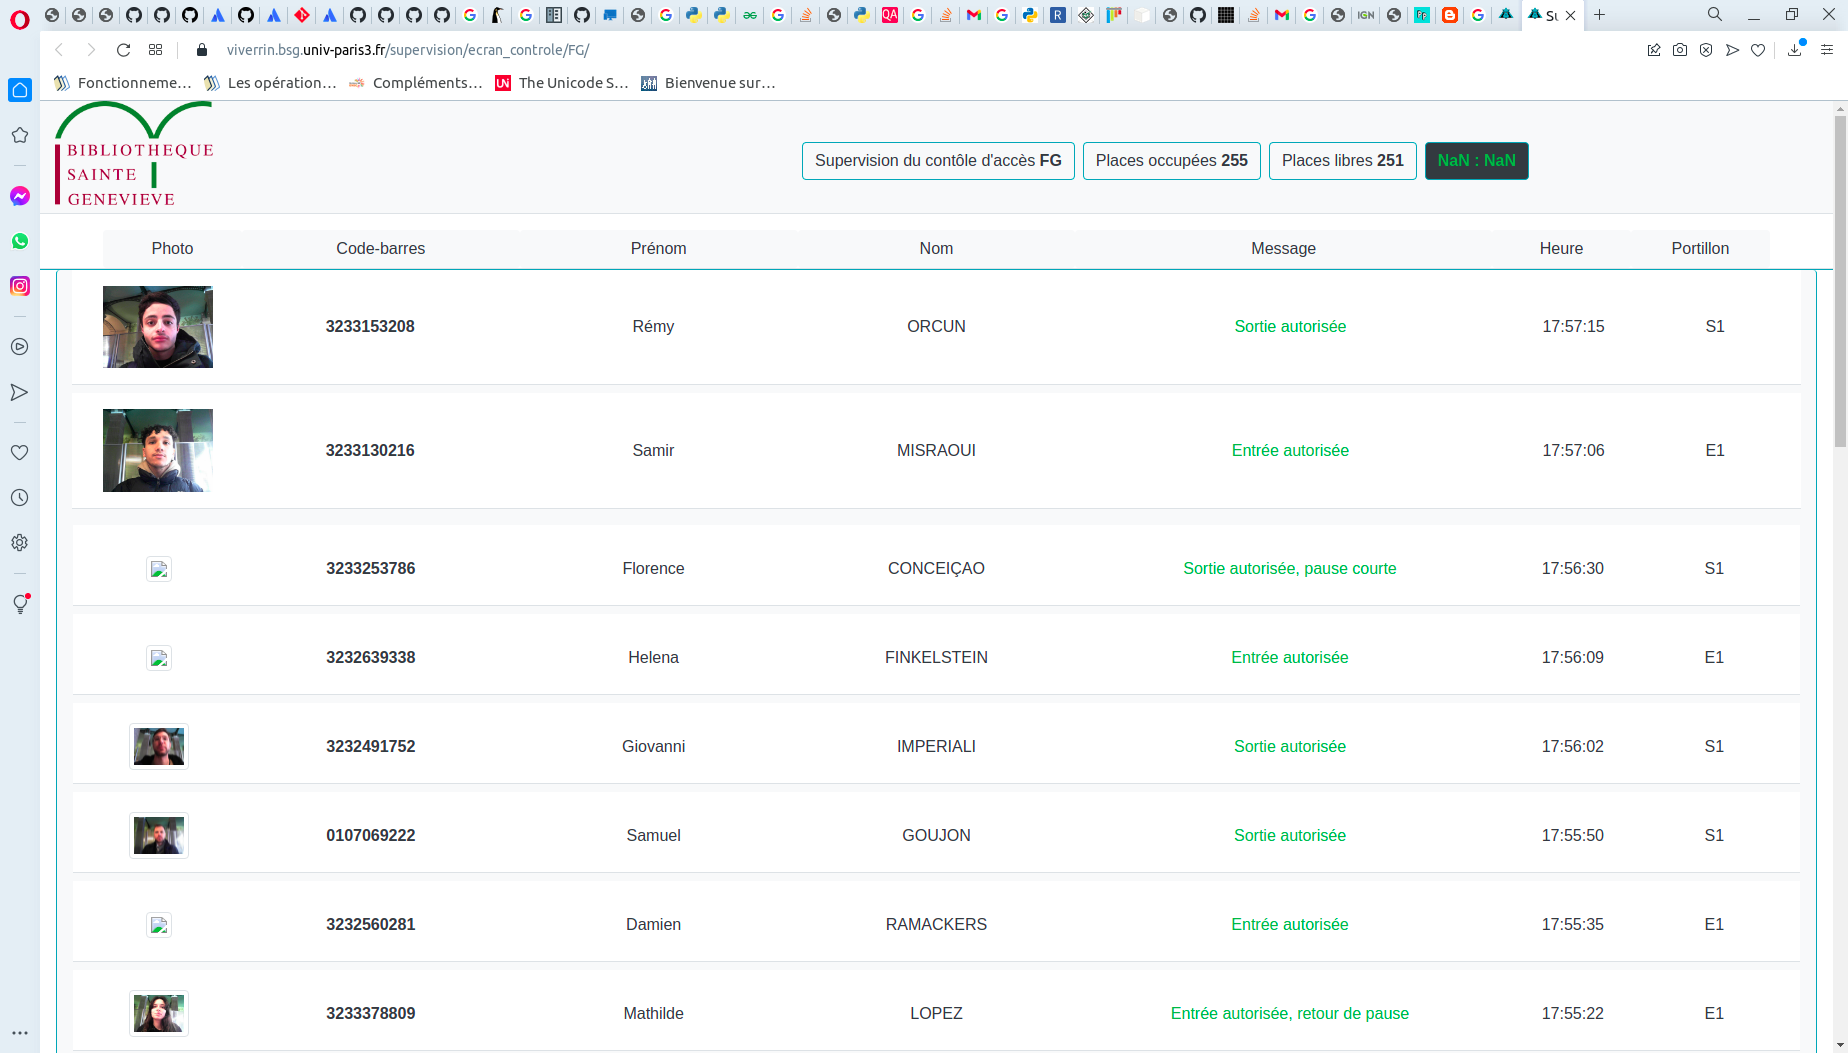 Su
viverrin.bsg.univ-paris3.fr/supervision/ecran_controle/FG/
Fonctionneme… Les opération… Compléments… The Unicode S… Bienvenue sur…
BIBLIOTHEQUE
SAINTE
GENEVIEVE
Supervision du contôle d'accès FG Places occupées 255 Places libres 251 NaN : NaN
Photo Code-barres Prénom Nom Message Heure Portillon
3233153208 Rémy ORCUN Sortie autorisée 17:57:15 S1
3233130216 Samir MISRAOUI Entrée autorisée 17:57:06 E1
3233253786 Florence CONCEIÇAO Sortie autorisée, pause courte 17:56:30 S1
3232639338 Helena FINKELSTEIN Entrée autorisée 17:56:09 E1
3232491752 Giovanni IMPERIALI Sortie autorisée 17:56:02 S1
0107069222 Samuel GOUJON Sortie autorisée 17:55:50 S1
3232560281 Damien RAMACKERS Entrée autorisée 17:55:35 E1
3233378809 Mathilde LOPEZ Entrée autorisée, retour de pause 17:55:22 E1